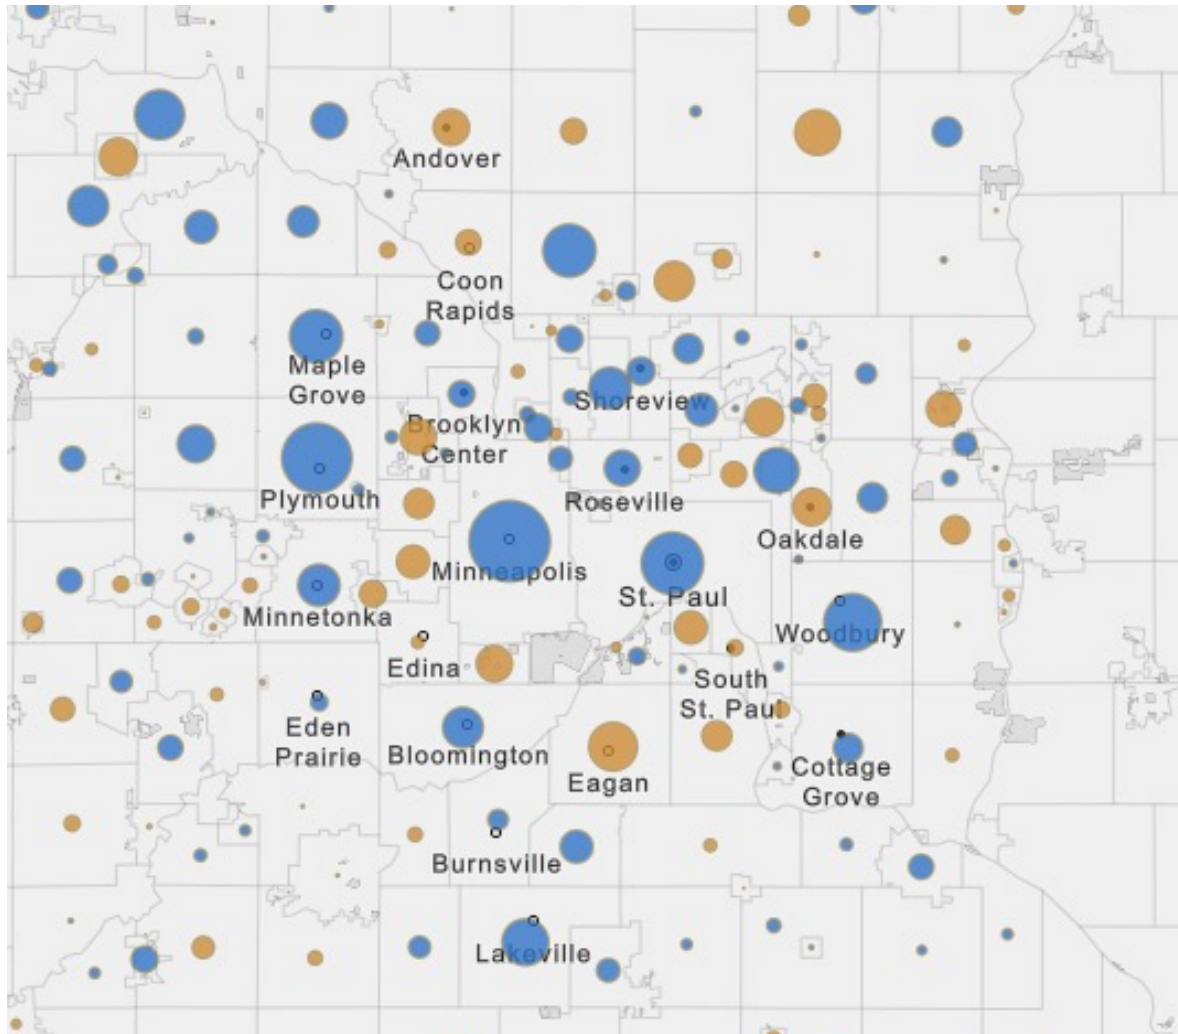 Andover
Coon
Rapids
Maple
Grove
Shoreview
Brooklyn
Center
Plymouth
Roseville
Oakdale
Minneapolis
St. Paul
Minnetonka
Woodbury
Edina
South
St. Paul
Eden
Prairie
Bloomington
Eagan
Cottage
Grove
Burnsville
Lakeville